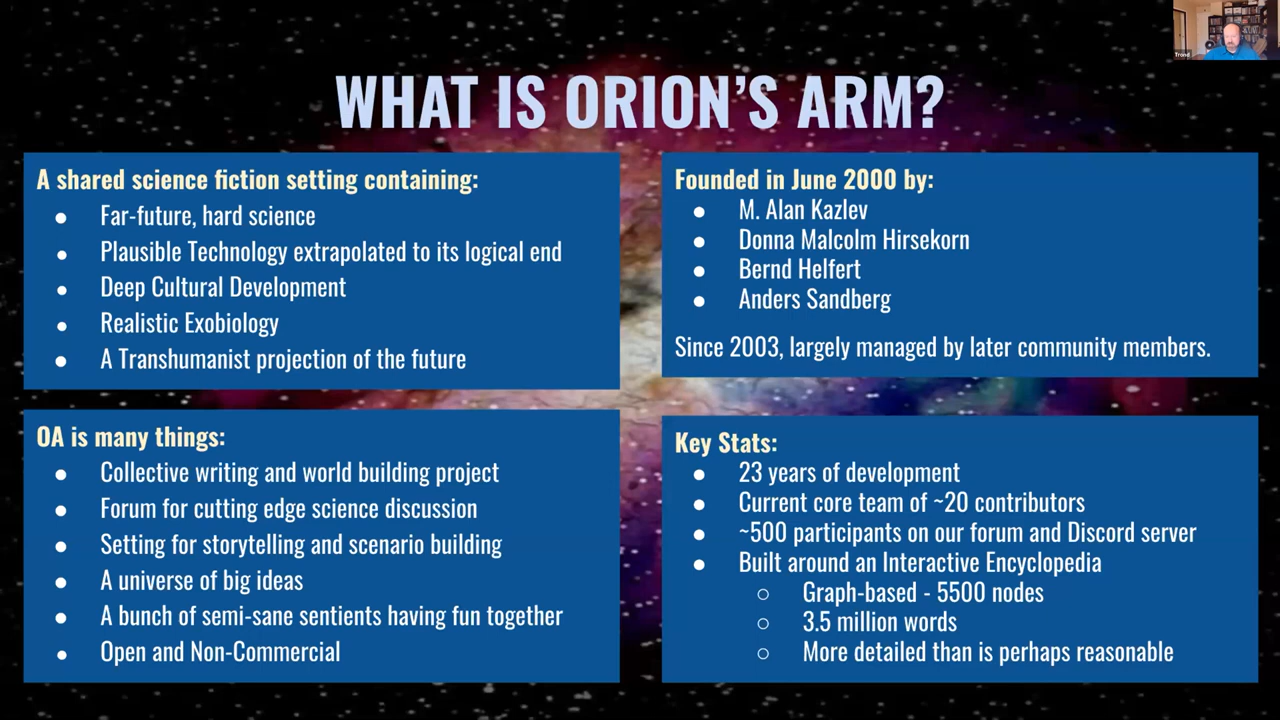 WHAT IS ORION'S ARM?
A shared science fiction setting containing:
● Far-future, hard science
● Plausible Technology extrapolated to its logical end
● Deep Cultural Development
● Realistic Exobiology
● A Transhumanist projection of the future
Founded in June 2000 by:
● M. Alan Kazlev
● Donna Malcolm Hirsekorn
● Bernd Helfert
● Anders Sandberg
Since 2003, largely managed by later community members.
OA is many things:
● Collective writing and world building project
● Forum for cutting edge science discussion
● Setting for storytelling and scenario building
● A universe of big ideas
● A bunch of semi-sane sentients having fun together
● Open and Non-Commercial
Key Stats:
● 23 years of development
● Current core team of ~20 contributors
● ~500 participants on our forum and Discord server
● Built around an Interactive Encyclopedia
○ Graph-based - 5500 nodes
○ 3.5 million words
○ More detailed than is perhaps reasonable
Trond